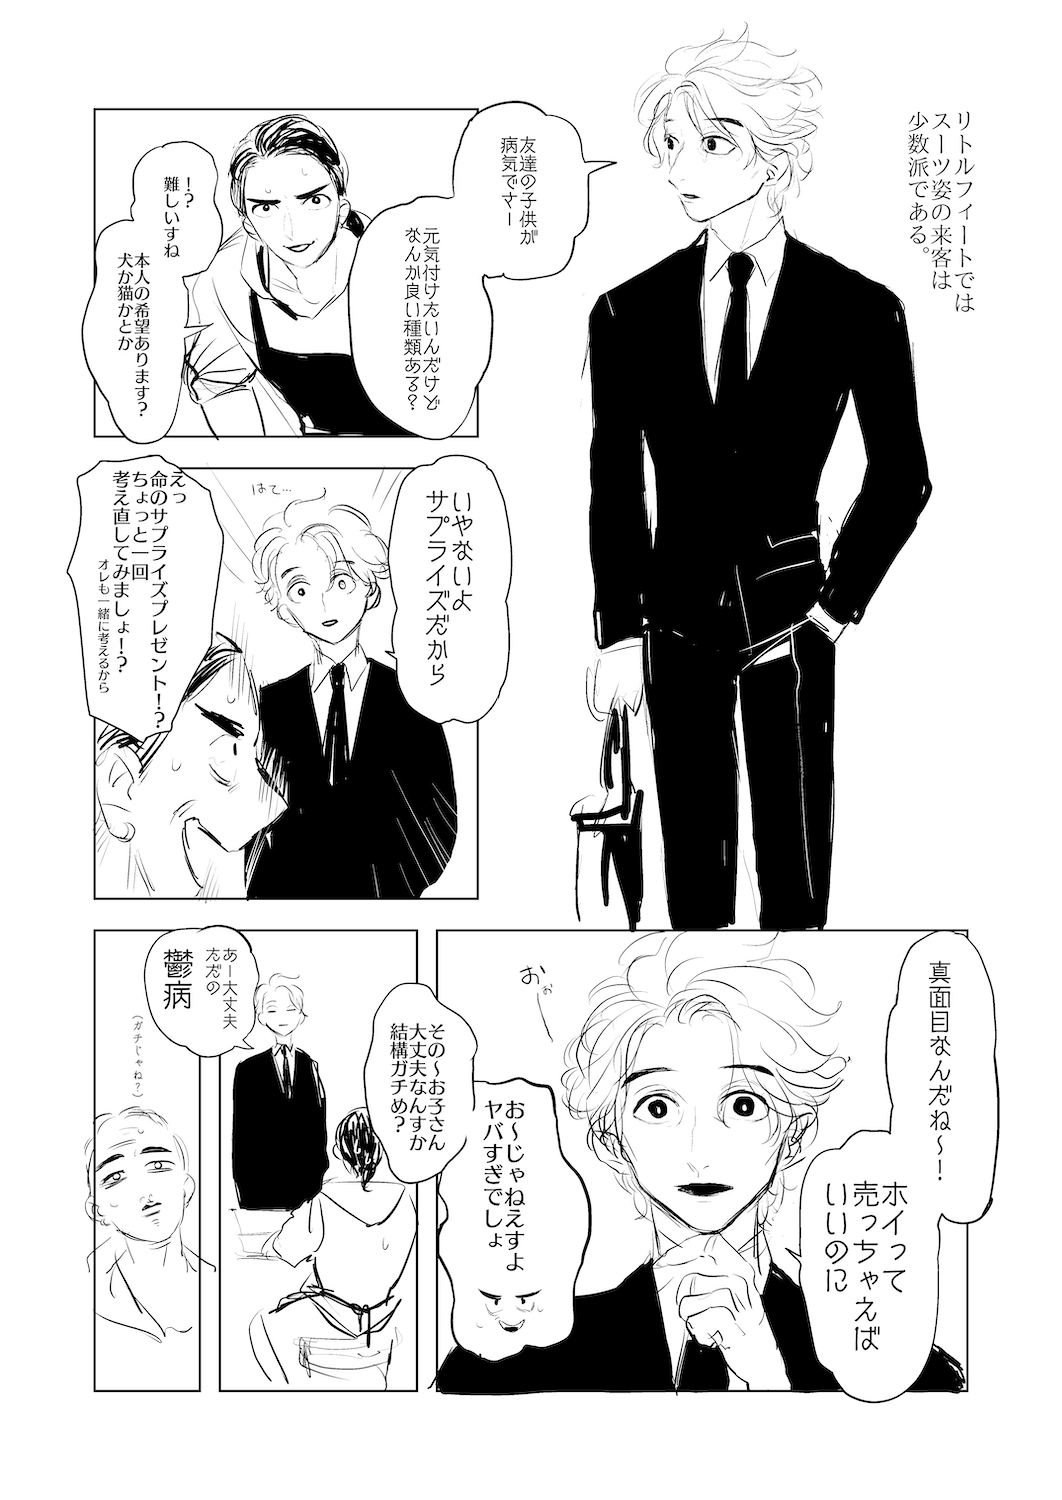 リトルフィートでは
スーツ姿の来客は
少数派である。
友達の子供が
病気でサー
元気付けたいんだけど
なんか良い種類ある?
!?
難しいすね
本人の希望あります?
犬か猫かとか
いやないよ
サプライズだから
はて…
えっ
命のサプライズプレゼント!?
ちょっと一回
考え直してみましょ!?
オレも一緒に考えるから
真面目なんだね〜!
ホイって
売っちゃえば
いいのに
おぉ
お〜じゃねえすよ
ヤバすぎでしょ
その〜お子さん
大丈夫なんすか
結構ガチめ?
あー大丈夫
ただの
鬱病
(ガチじゃね?)